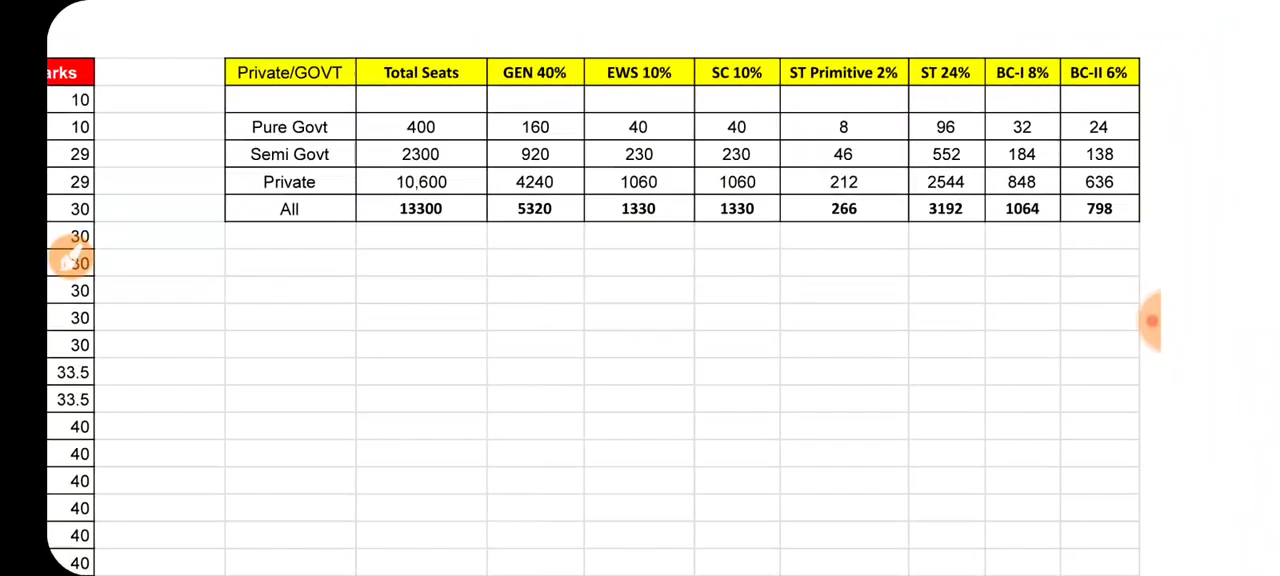 arks Private/GOVT Total Seats GEN 40% EWS 10% SC 10% ST Primitive 2% ST 24% BC-I 8% BC-II 6%
10
10 Pure Govt 400 160 40 40 8 96 32 24
29 Semi Govt 2300 920 230 230 46 552 184 138
29 Private 10,600 4240 1060 1060 212 2544 848 636
30 All 13300 5320 1330 1330 266 3192 1064 798
30
30
30
30
30
33.5
33.5
40
40
40
40
40
40